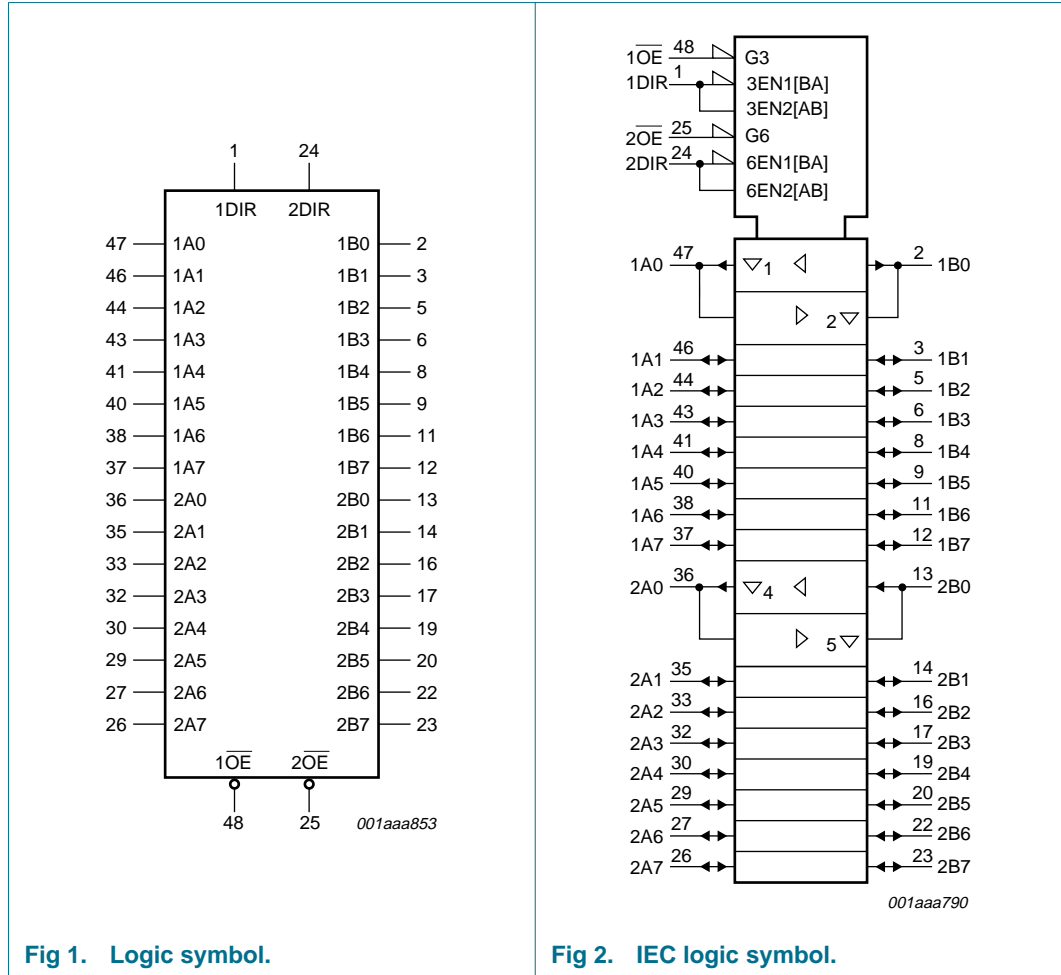 1 24
1DIR 2DIR
47 1A0 1B0 2
46 1A1 1B1 3
44 1A2 1B2 5
43 1A3 1B3 6
41 1A4 1B4 8
40 1A5 1B5 9
38 1A6 1B6 11
37 1A7 1B7 12
36 2A0 2B0 13
35 2A1 2B1 14
33 2A2 2B2 16
32 2A3 2B3 17
30 2A4 2B4 19
29 2A5 2B5 20
27 2A6 2B6 22
26 2A7 2B7 23
1O̅E̅ 2O̅E̅
48 25 001aaa853
Fig 1. Logic symbol.
1O̅E̅ 48 G3
1DIR 1 3EN1[BA]
3EN2[AB]
2O̅E̅ 25 G6
2DIR 24 6EN1[BA]
6EN2[AB]
1A0 47 1 2 1B0
2
1A1 46 3 1B1
1A2 44 5 1B2
1A3 43 6 1B3
1A4 41 8 1B4
1A5 40 9 1B5
1A6 38 11 1B6
1A7 37 12 1B7
2A0 36 4 13 2B0
5
2A1 35 14 2B1
2A2 33 16 2B2
2A3 32 17 2B3
2A4 30 19 2B4
2A5 29 20 2B5
2A6 27 22 2B6
2A7 26 23 2B7
001aaa790
Fig 2. IEC logic symbol.